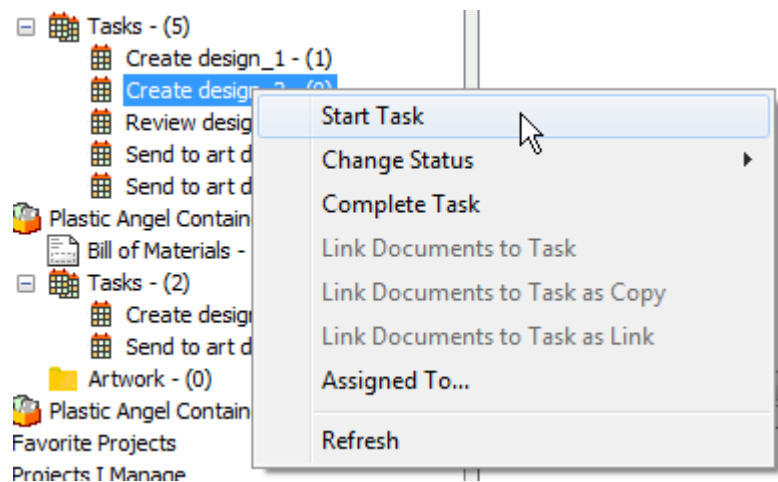 Tasks - (5)
Create design_1 - (1)
Create design_2 - (0)
Review desig
Send to art d
Send to art d
Plastic Angel Contain
Bill of Materials -
Tasks - (2)
Create desig
Send to art d
Artwork - (0)
Plastic Angel Contain
Favorite Projects
Projects I Manage
Start Task
Change Status
Complete Task
Link Documents to Task
Link Documents to Task as Copy
Link Documents to Task as Link
Assigned To...
Refresh